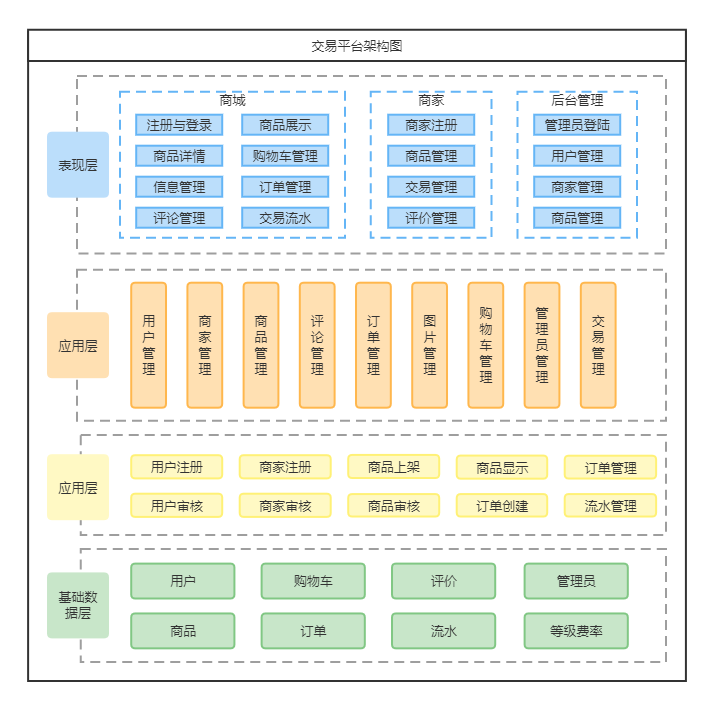 交易平台架构图
表现层
商城
注册与登录
商品展示
商品详情
购物车管理
信息管理
订单管理
评论管理
交易流水
商家
商家注册
商品管理
交易管理
评价管理
后台管理
管理员登陆
用户管理
商家管理
商品管理
应用层
用户管理
商家管理
商品管理
评论管理
订单管理
图片管理
购物车管理
管理员管理
交易管理
应用层
用户注册
商家注册
商品上架
商品显示
订单管理
用户审核
商家审核
商品审核
订单创建
流水管理
基础数
据层
用户
购物车
评价
管理员
商品
订单
流水
等级费率